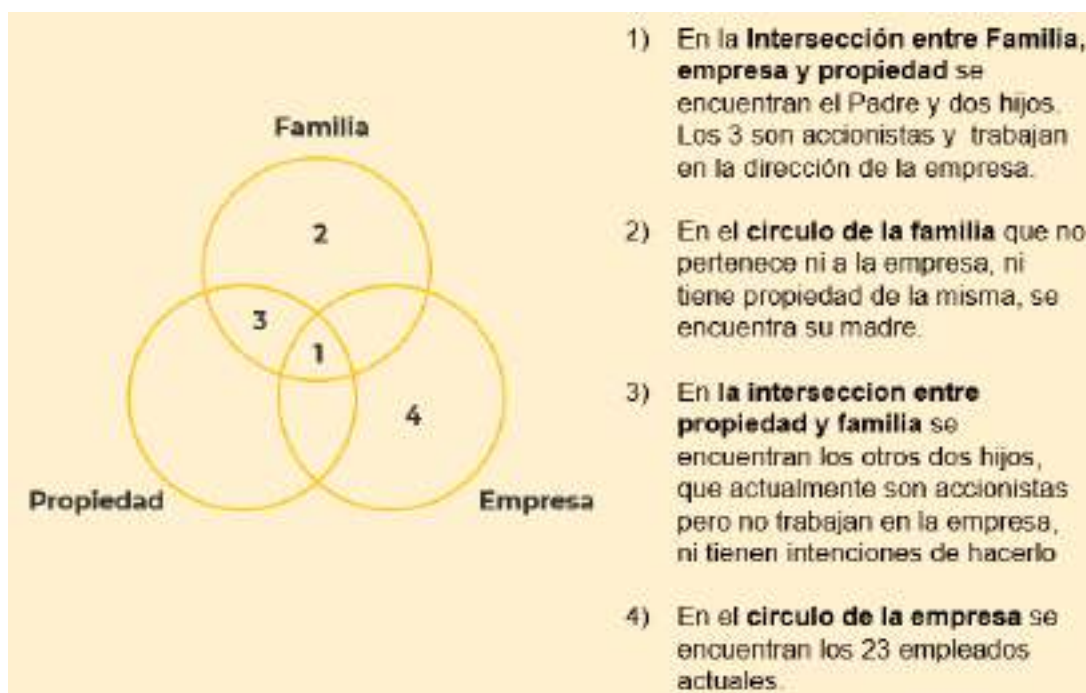 Familia
2
3
1
4
Propiedad
Empresa
1) En la Intersección entre Familia,
empresa y propiedad se
encuentran el Padre y dos hijos.
Los 3 son accionistas y trabajan
en la dirección de la empresa.
2) En el circulo de la familia que no
pertenece ni a la empresa, ni
tiene propiedad de la misma, se
encuentra su madre.
3) En la interseccion entre
propiedad y familia se
encuentran los otros dos hijos,
que actualmente son accionistas
pero no trabajan en la empresa,
ni tienen intenciones de hacerlo
4) En el circulo de la empresa se
encuentran los 23 empleados
actuales.